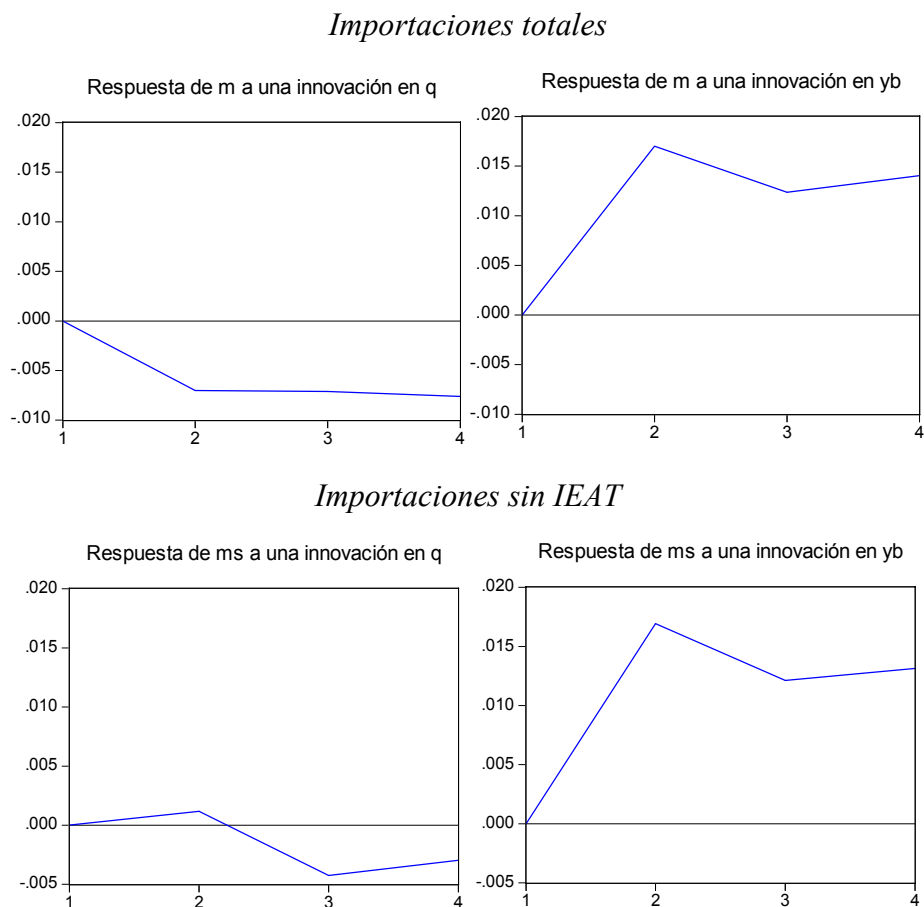 Importaciones totales
Respuesta de m a una innovación en q
.020
.015
.010
.005
.000
-.005
-.010
1 2 3 4
Respuesta de m a una innovación en yb
.020
.015
.010
.005
.000
-.005
-.010
1 2 3 4
Importaciones sin IEAT
Respuesta de ms a una innovación en q
.020
.015
.010
.005
.000
-.005
1 2 3 4
Respuesta de ms a una innovación en yb
.020
.015
.010
.005
.000
-.005
1 2 3 4